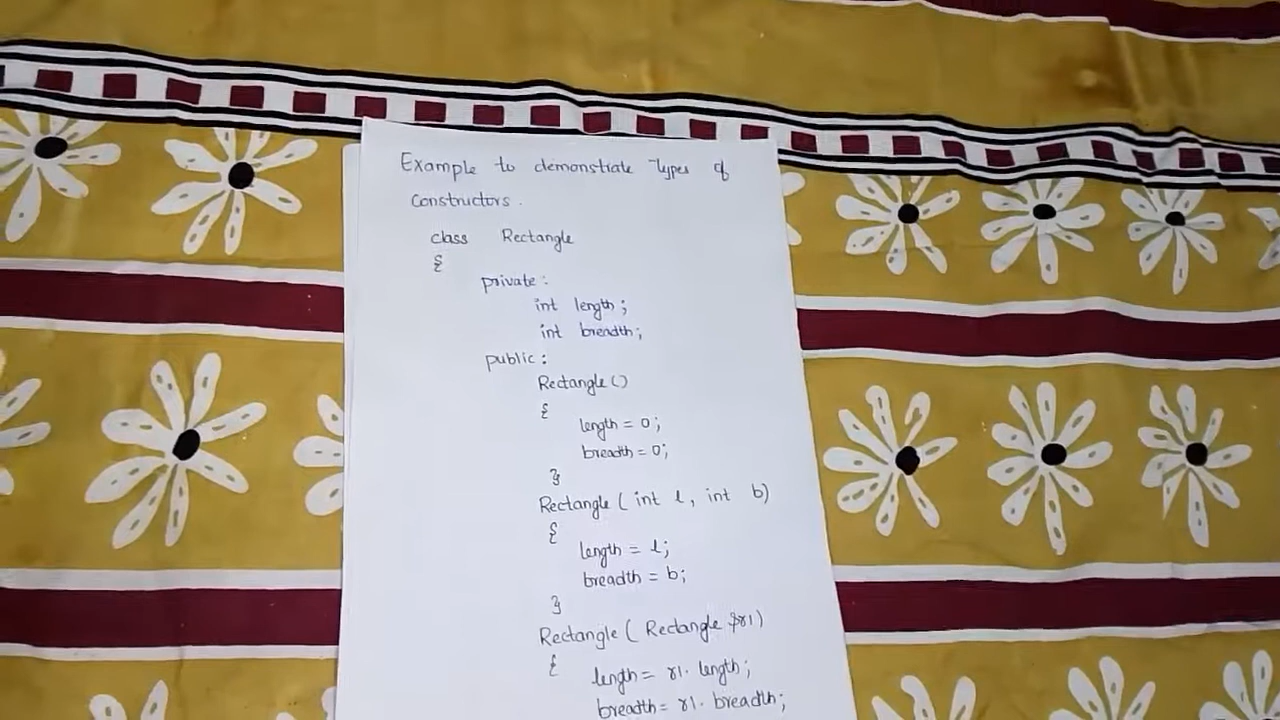 Example to demonstrate Types of
Constructors.
class Rectangle
{
private:
int length;
int breadth;
public:
Rectangle()
{
length = 0;
breadth = 0;
}
Rectangle (int l, int b)
{
length = l;
breadth = b;
}
Rectangle (Rectangle &r1)
{
length = r1. length;
breadth = r1. breadth;